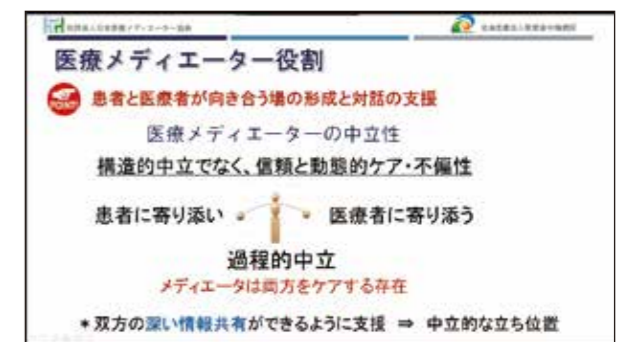 医療メディエーター役割
POINT
患者と医療者が向き合う場の形成と対話の支援
医療メディエーターの中立性
構造的中立でなく、信頼と動態的ケア・不偏性
患者に寄り添い 医療者に寄り添う
過程的中立
メディエータは両方をケアする存在
*双方の深い情報共有ができるように支援 ⇒ 中立的な立ち位置